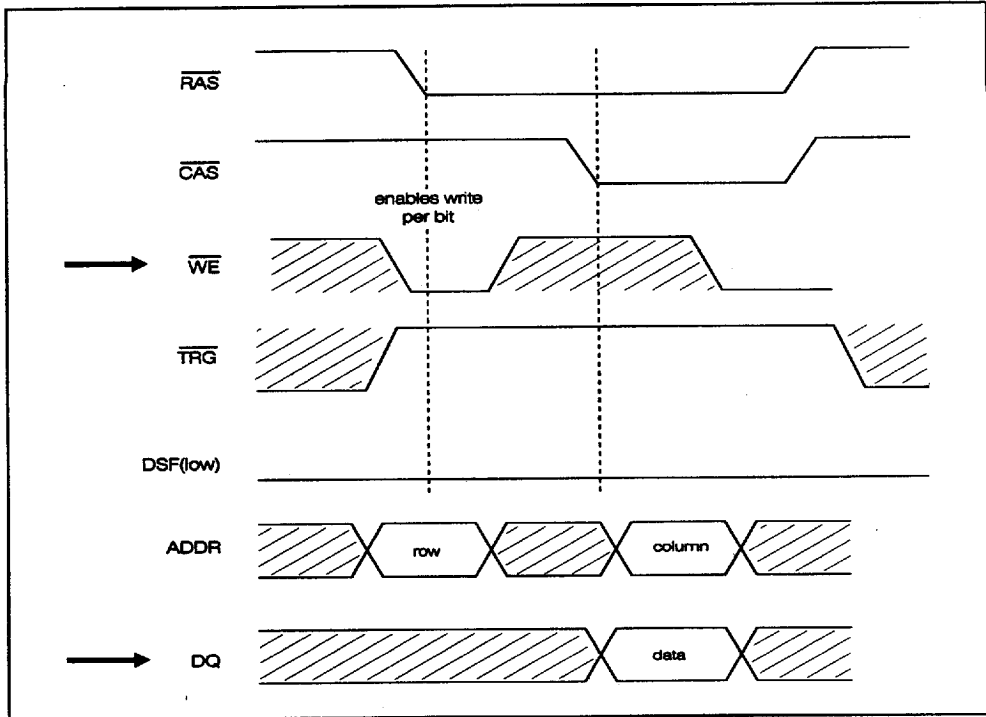 RAS
CAS
enables write
per bit
WE
TRG
DSF(low)
ADDR
row
column
DQ
data